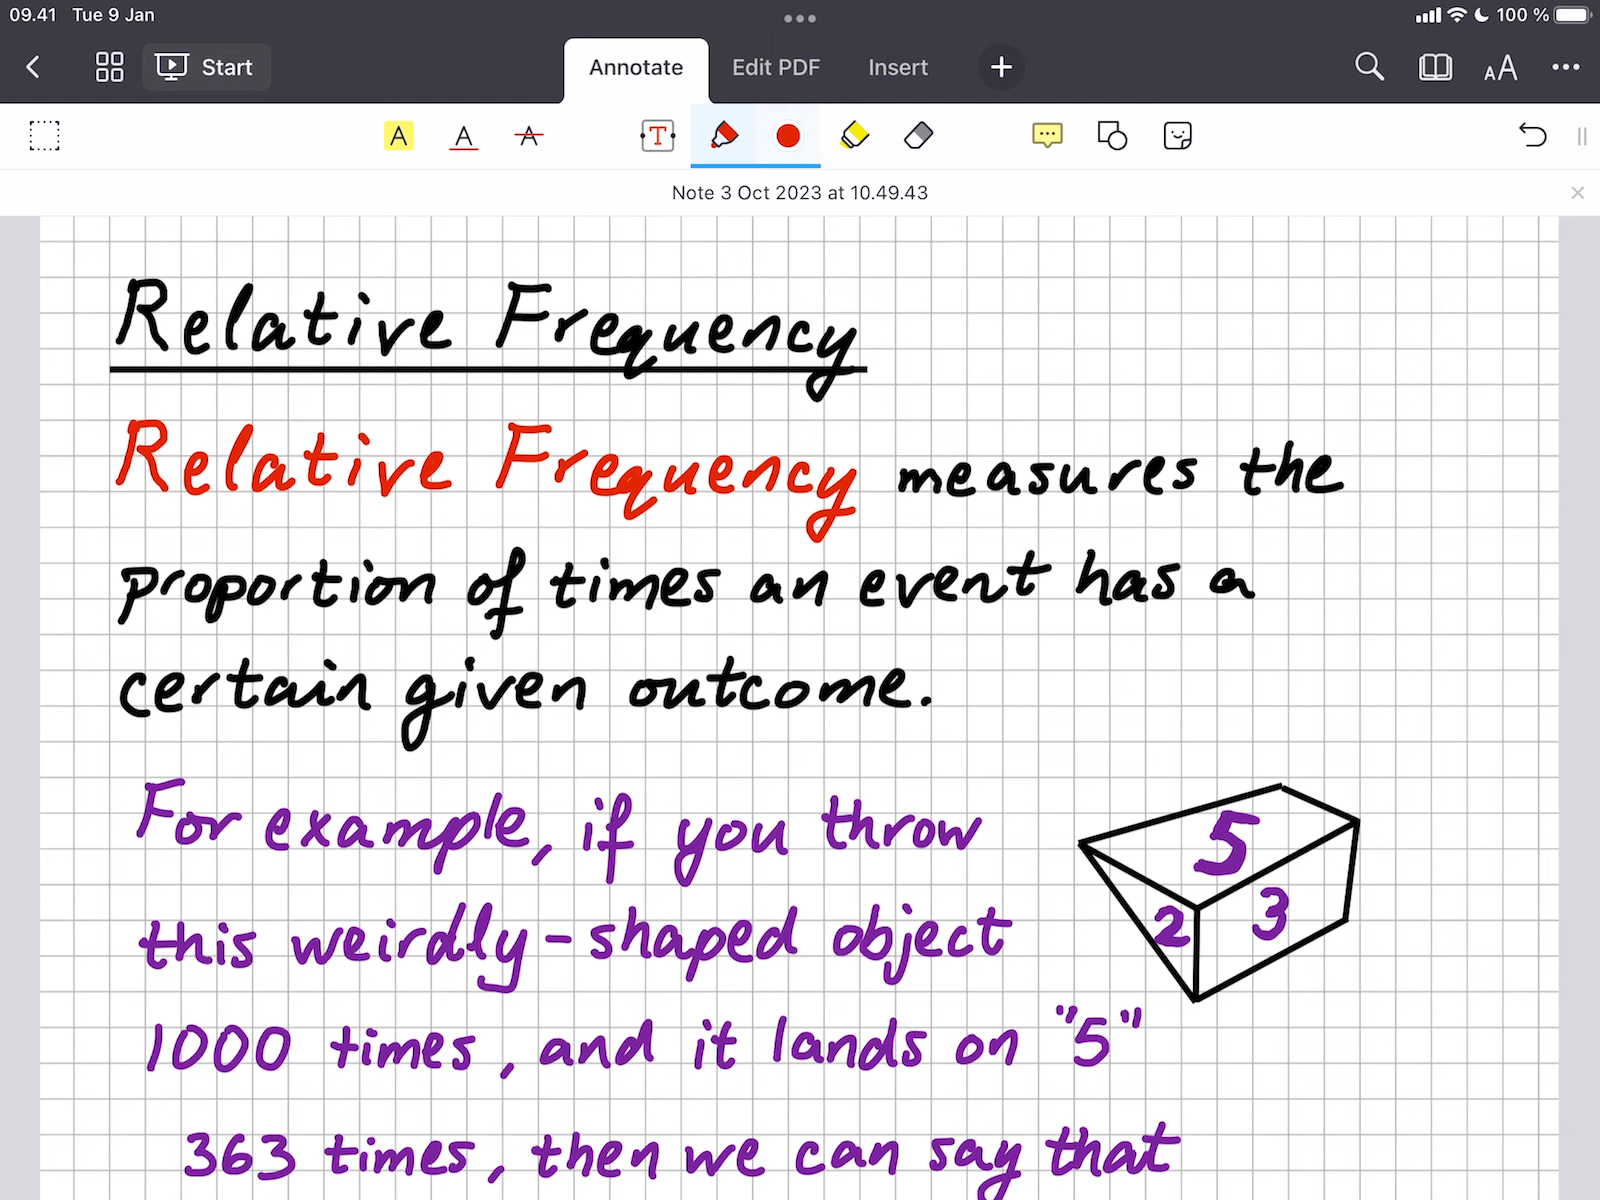 09.41 Tue 9 Jan 100 %
Start Annotate Edit PDF Insert AA
A A A T
Note 3 Oct 2023 at 10.49.43
Relative Frequency
Relative Frequency measures the
proportion of times an event has a
certain given outcome.
For example, if you throw
this weirdly-shaped object
1000 times, and it lands on "5"
363 times, then we can say that
5
2 3